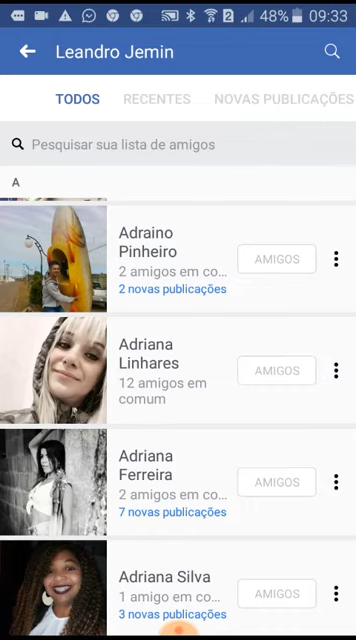 48% 09:33
Leandro Jemin
TODOS RECENTES NOVAS PUBLICAÇÕES
Pesquisar sua lista de amigos
A
Adraino
Pinheiro
2 amigos em co...
2 novas publicações
AMIGOS
Adriana
Linhares
12 amigos em
comum
AMIGOS
Adriana
Ferreira
2 amigos em co...
7 novas publicações
AMIGOS
Adriana Silva
1 amigo em co...
3 novas publicações
AMIGOS